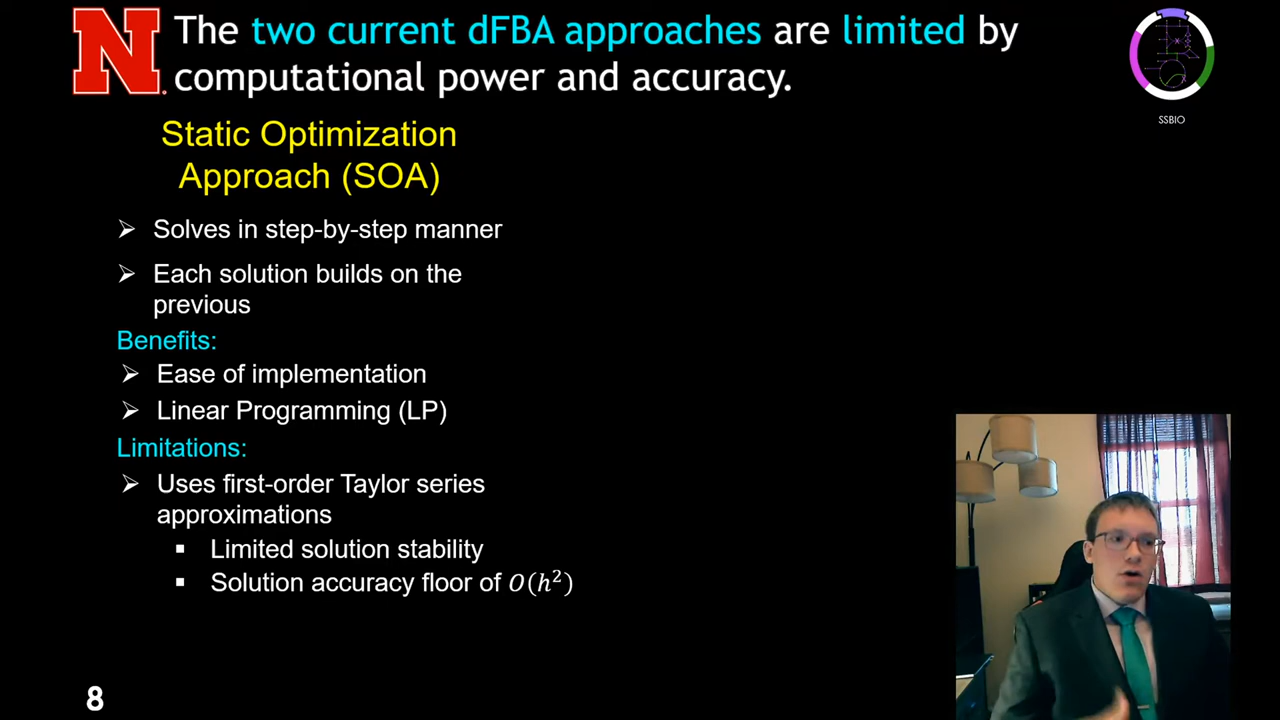 N
The two current dFBA approaches are limited by
computational power and accuracy.
SSBIO
Static Optimization
Approach (SOA)
➢ Solves in step-by-step manner
➢ Each solution builds on the
previous
Benefits:
➢ Ease of implementation
➢ Linear Programming (LP)
Limitations:
➢ Uses first-order Taylor series
approximations
▪ Limited solution stability
▪ Solution accuracy floor of O(h²)
8